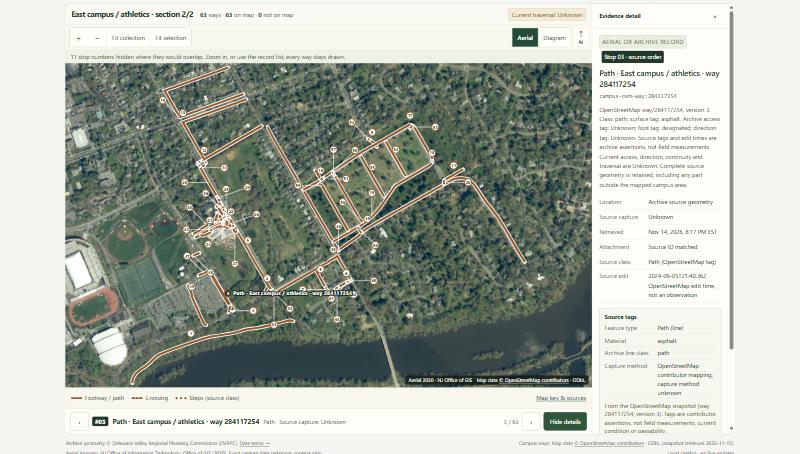 East campus / athletics · section 2/2
63 ways · 63 on map · 0 not on map
Current traversal: Unknown
+ − Fit collection Fit selection
Aerial Diagram
↑
N
11 stop numbers hidden where they would overlap. Zoom in, or use the record list; every way stays drawn.
Path · East campus / athletics · way 284117254
Aerial 2020 · NJ Office of GIS Map data © OpenStreetMap contributors · ODbL
Footway / path Crossing Steps (source class)
Map key & sources
‹ #03 Path · East campus / athletics · way 284117254 Source capture: Unknown 3 / 63 › Hide details
Evidence detail ×
AERIAL OR ARCHIVE RECORD
Stop 03 · source order
Path · East campus / athletics · way
284117254
campus-osm-way:284117254
OpenStreetMap way/284117254, version 3.
Class: path; surface tag: asphalt. Archive access
tag: Unknown; foot tag: designated; direction
tag: Unknown. Source tags and edit times are
archive assertions, not field measurements.
Current access, direction, continuity and
traversal are Unknown. Complete source
geometry is retained, including any part
outside the mapped campus area.
Location Archive source geometry
Source capture Unknown
Retrieved Nov 14, 2026, 8:17 PM EST
Attachment Source ID matched
Source class Path (OpenStreetMap tag)
Source edit 2024-06-05T21:40:36Z ·
OpenStreetMap edit time,
not an observation
Source tags
Feature type Path (line)
Material asphalt
Archive line class path
Capture method OpenStreetMap
contributor mapping;
capture method
unknown
From the OpenStreetMap snapshot (way
284117254, version 3). Tags are contributor
assertions, not field measurements, current
condition or passability.
Archive geometry © Delaware Valley Regional Planning Commission (DVRPC). Data terms —
Campus ways: Map data © OpenStreetMap contributors · ODbL (snapshot retrieved 2026-11-15)